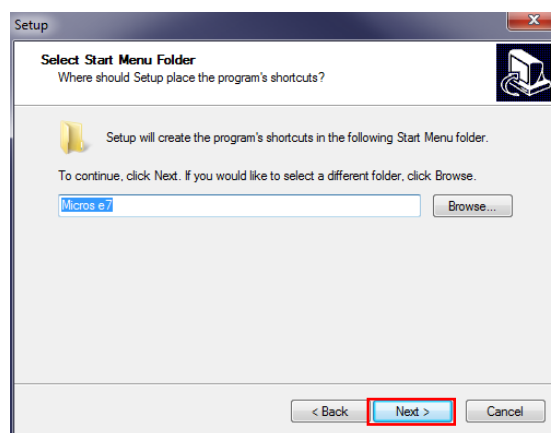 Setup
Select Start Menu Folder
Where should Setup place the program's shortcuts?
Setup will create the program's shortcuts in the following Start Menu folder.
To continue, click Next. If you would like to select a different folder, click Browse.
Micros e7
Browse...
< Back
Next >
Cancel